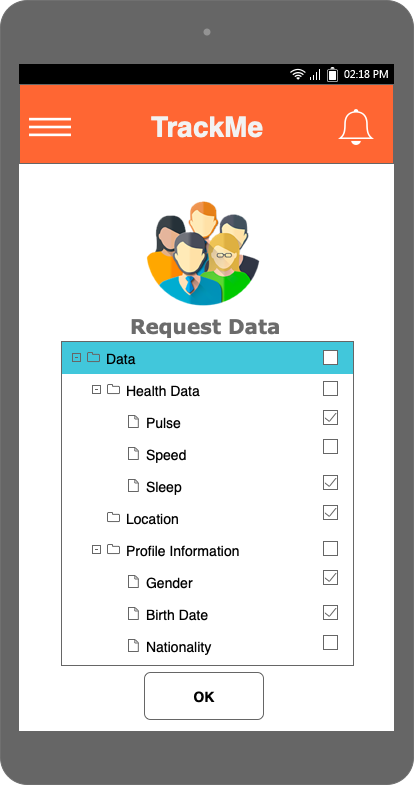 02:18 PM
TrackMe
Request Data
Data
Health Data
Pulse
Speed
Sleep
Location
Profile Information
Gender
Birth Date
Nationality
OK